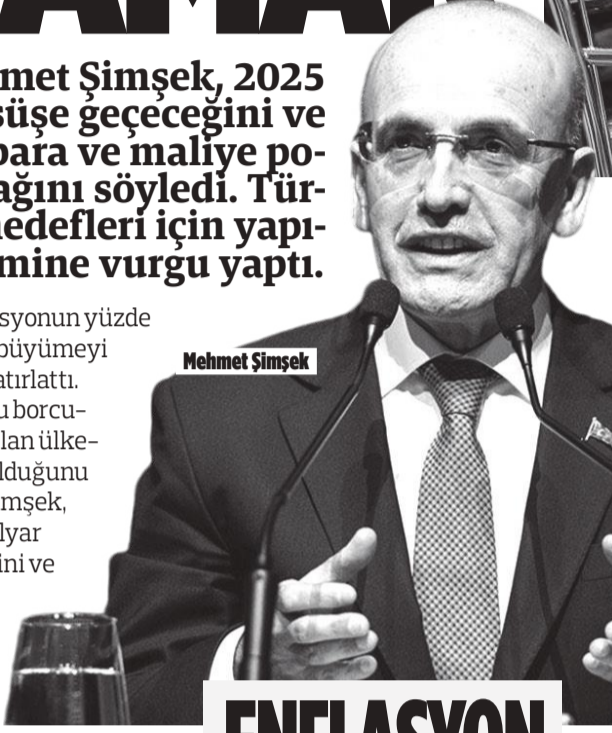 met Şimşek, 2025
süşe geçeceğini ve
para ve maliye po-
ağını söyledi. Tür-
hedefleri için yapı-
mine vurgu yaptı.
syonun yüzde
büyümeyi
atırlattı.
u borcu-
lan ülke-
lduğunu
mşek,
lyar
ini ve
Mehmet Şimşek
ENFLASYON